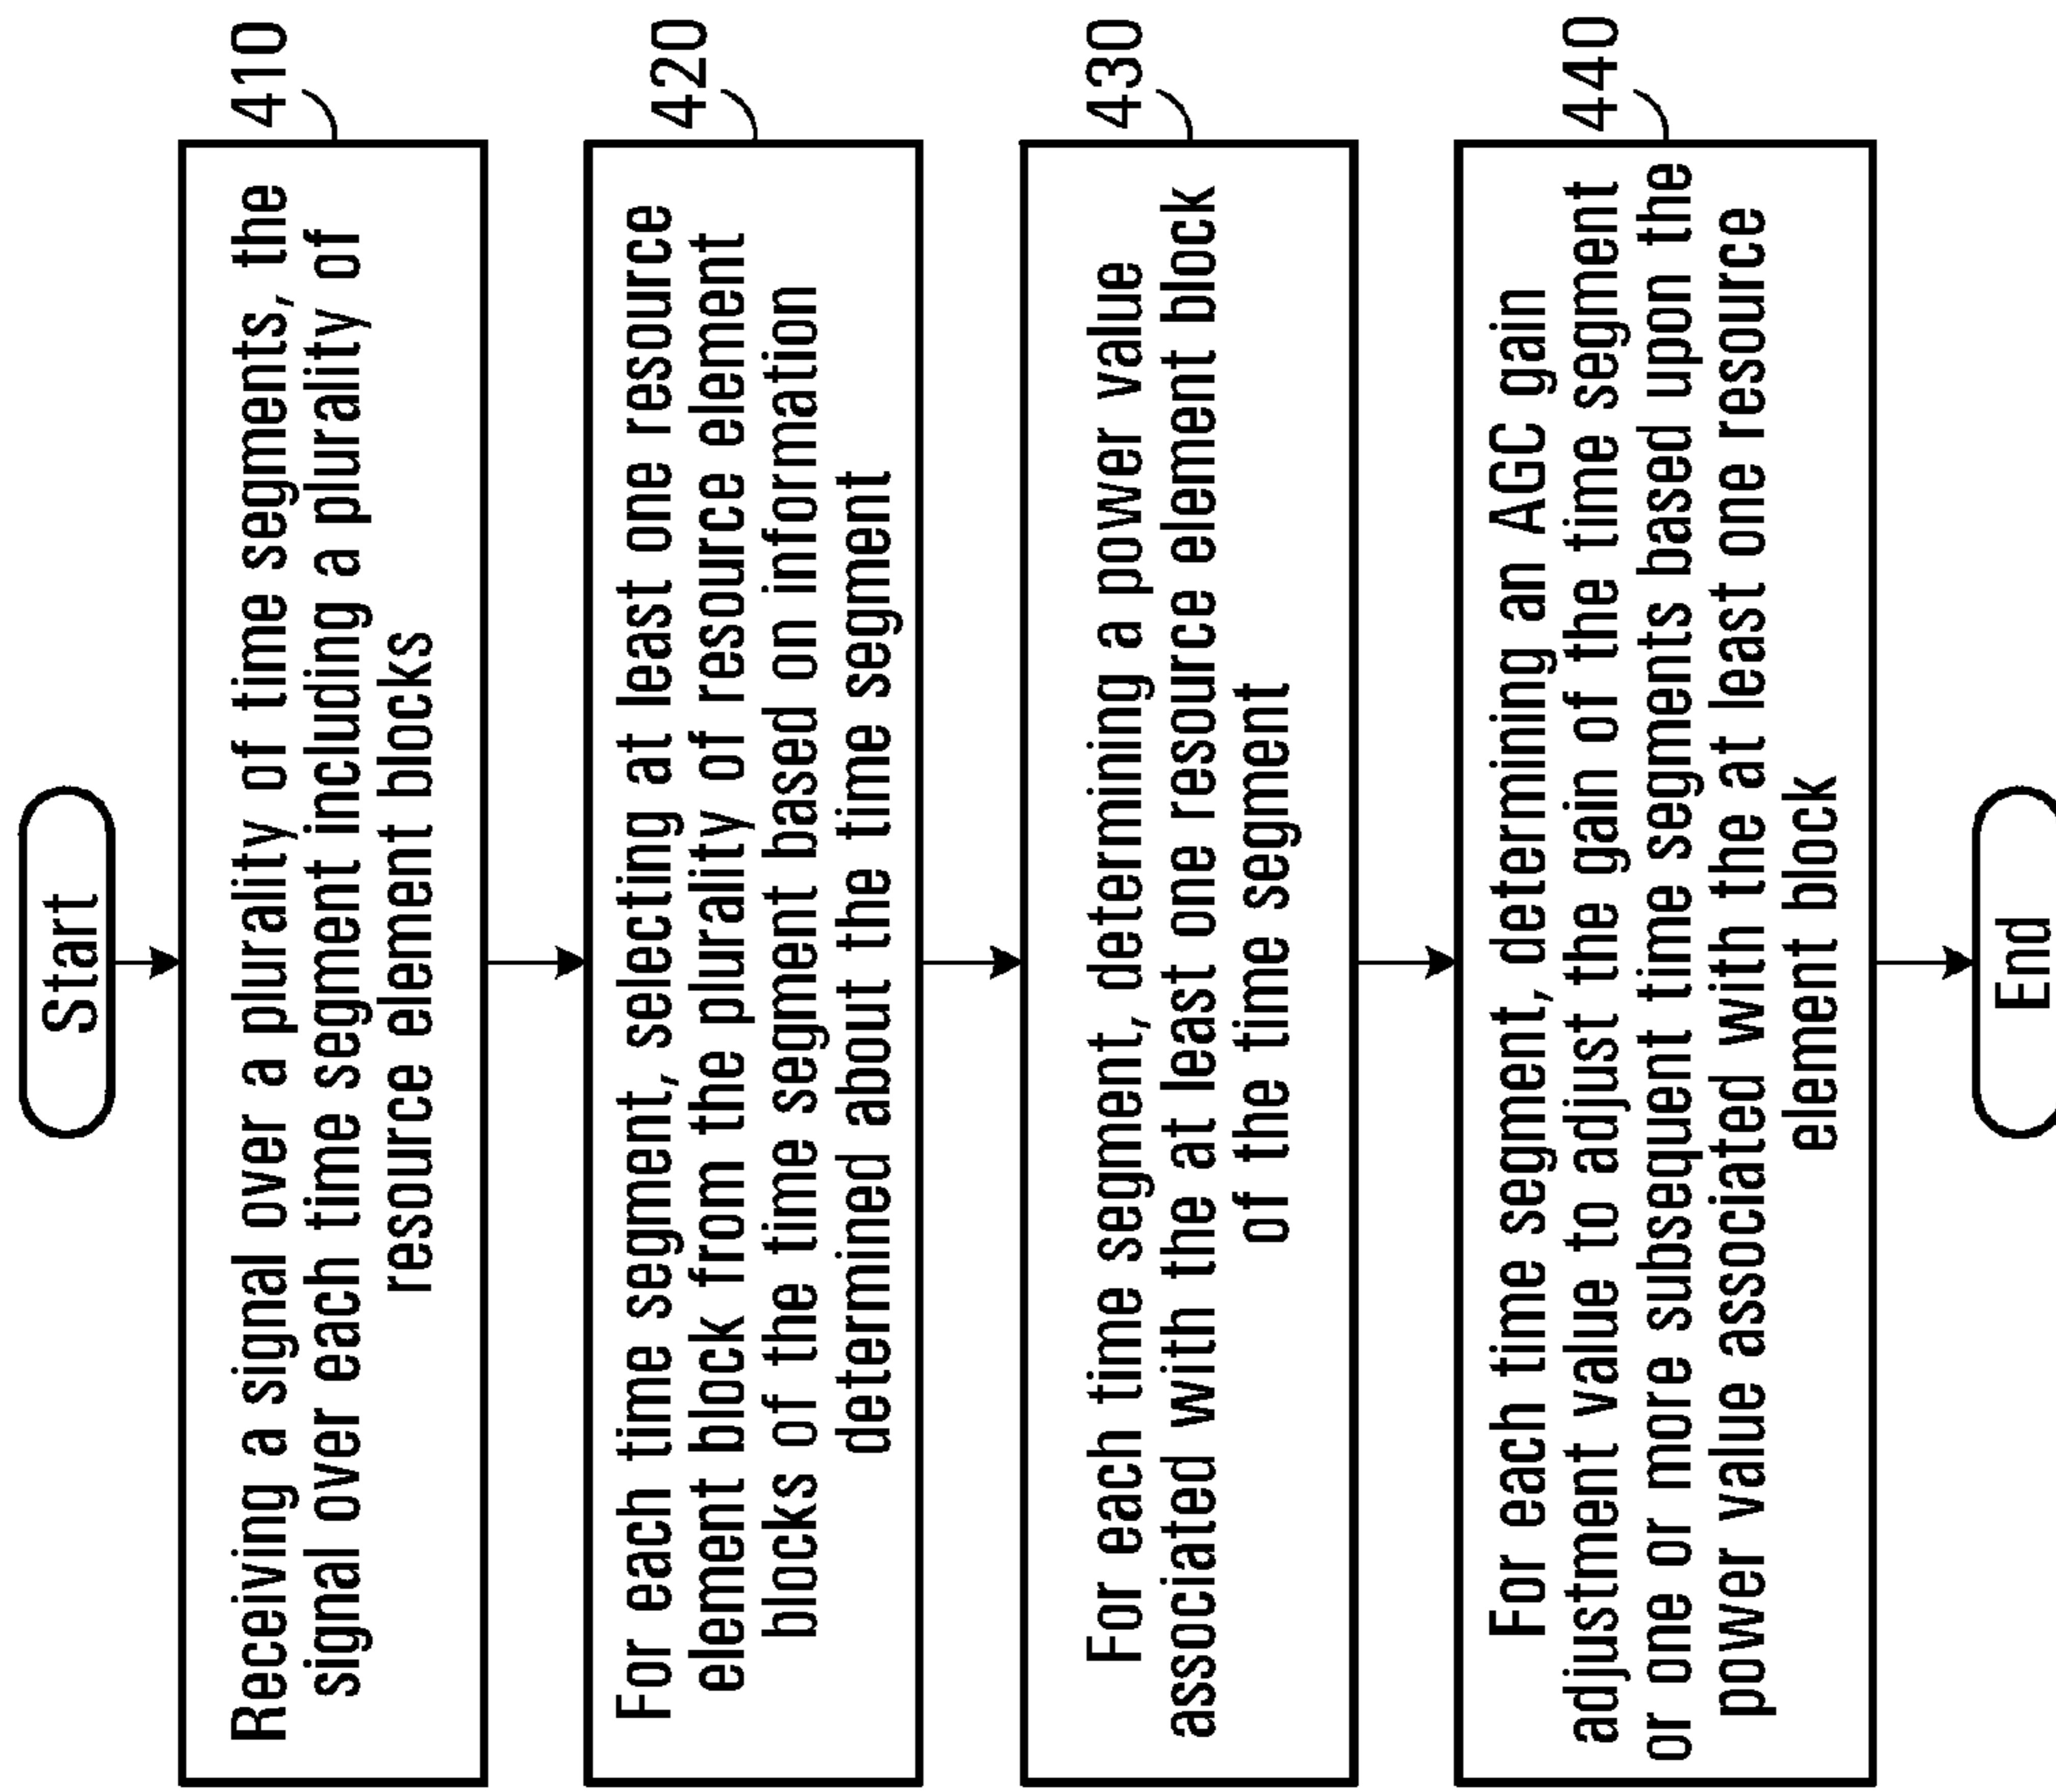 Start
410
Receiving a signal over a plurality of time segments, the
signal over each time segment including a plurality of
resource element blocks
420
For each time segment, selecting at least one resource
element block from the plurality of resource element
blocks of the time segment based on information
determined about the time segment
430
For each time segment, determining a power value
associated with the at least one resource element block
of the time segment
440
For each time segment, determining an AGC gain
adjustment value to adjust the gain of the time segment
or one or more subsequent time segments based upon the
power value associated with the at least one resource
element block
End